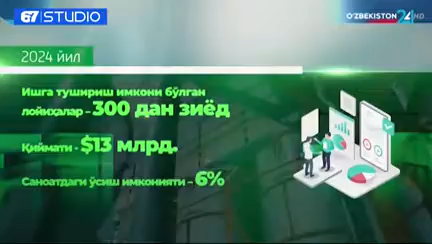 67 STUDIO
O'ZBEKISTON 24 HD
2024 йил
Ишга тушириш имкони бўлган
лойиҳалар – 300 дан зиёд
Қиймати - $13 млрд.
Саноатдаги ўсиш имконияти – 6%